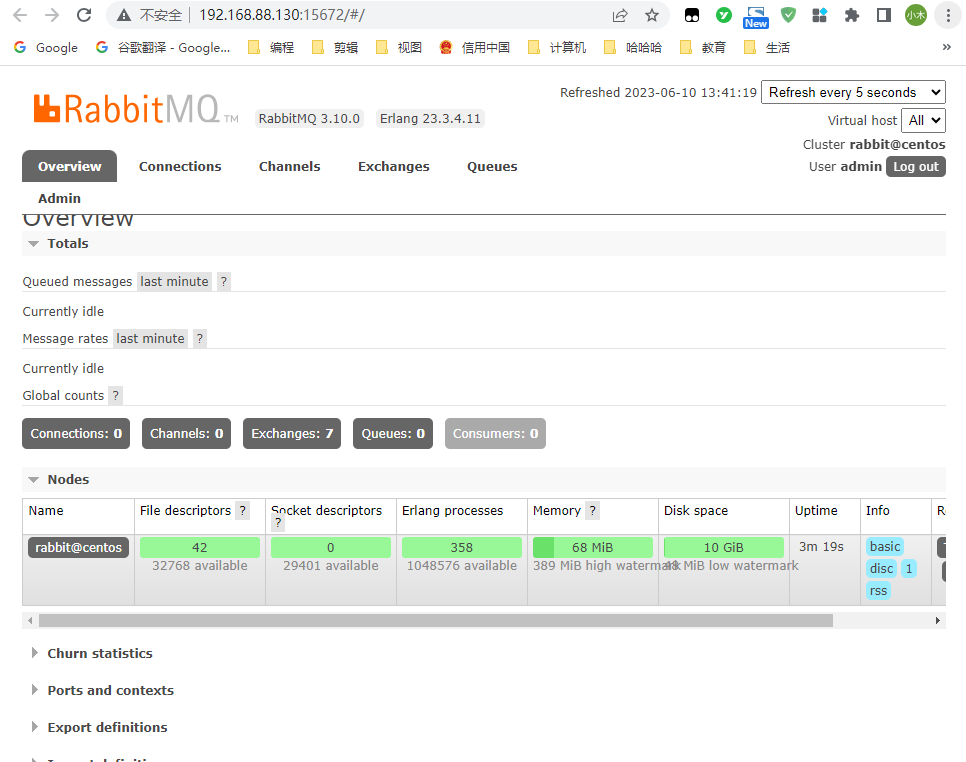 不安全 192.168.88.130:15672/#/
New 小木
Google 谷歌翻译 - Google... 编程 剪辑 视图 信用中国 计算机 哈哈哈 教育 生活 »
Refreshed 2023-06-10 13:41:19 Refresh every 5 seconds
RabbitMQ TM RabbitMQ 3.10.0 Erlang 23.3.4.11
Virtual host All
Cluster rabbit@centos
User admin Log out
Overview Connections Channels Exchanges Queues
Admin
Overview
Totals
Queued messages last minute ?
Currently idle
Message rates last minute ?
Currently idle
Global counts ?
Connections: 0 Channels: 0 Exchanges: 7 Queues: 0 Consumers: 0
Nodes
Name File descriptors ? Socket descriptors ? Erlang processes Memory ? Disk space Uptime Info
rabbit@centos 42 0 358 68 MiB 10 GiB 3m 19s basic
32768 available 29401 available 1048576 available 389 MiB high watermark 48 MiB low watermark disc 1
rss
Churn statistics
Ports and contexts
Export definitions